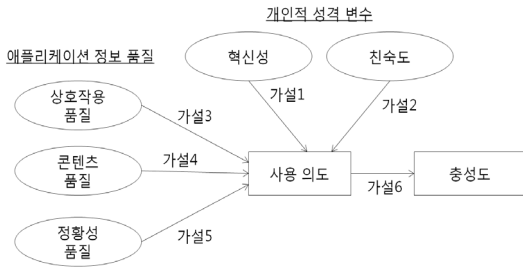 개인적 성격 변수
애플리케이션 정보 품질
혁신성
친숙도
상호작용
품질
가설1
가설2
가설3
콘텐츠
품질
가설4
사용 의도
충성도
가설6
정황성
품질
가설5